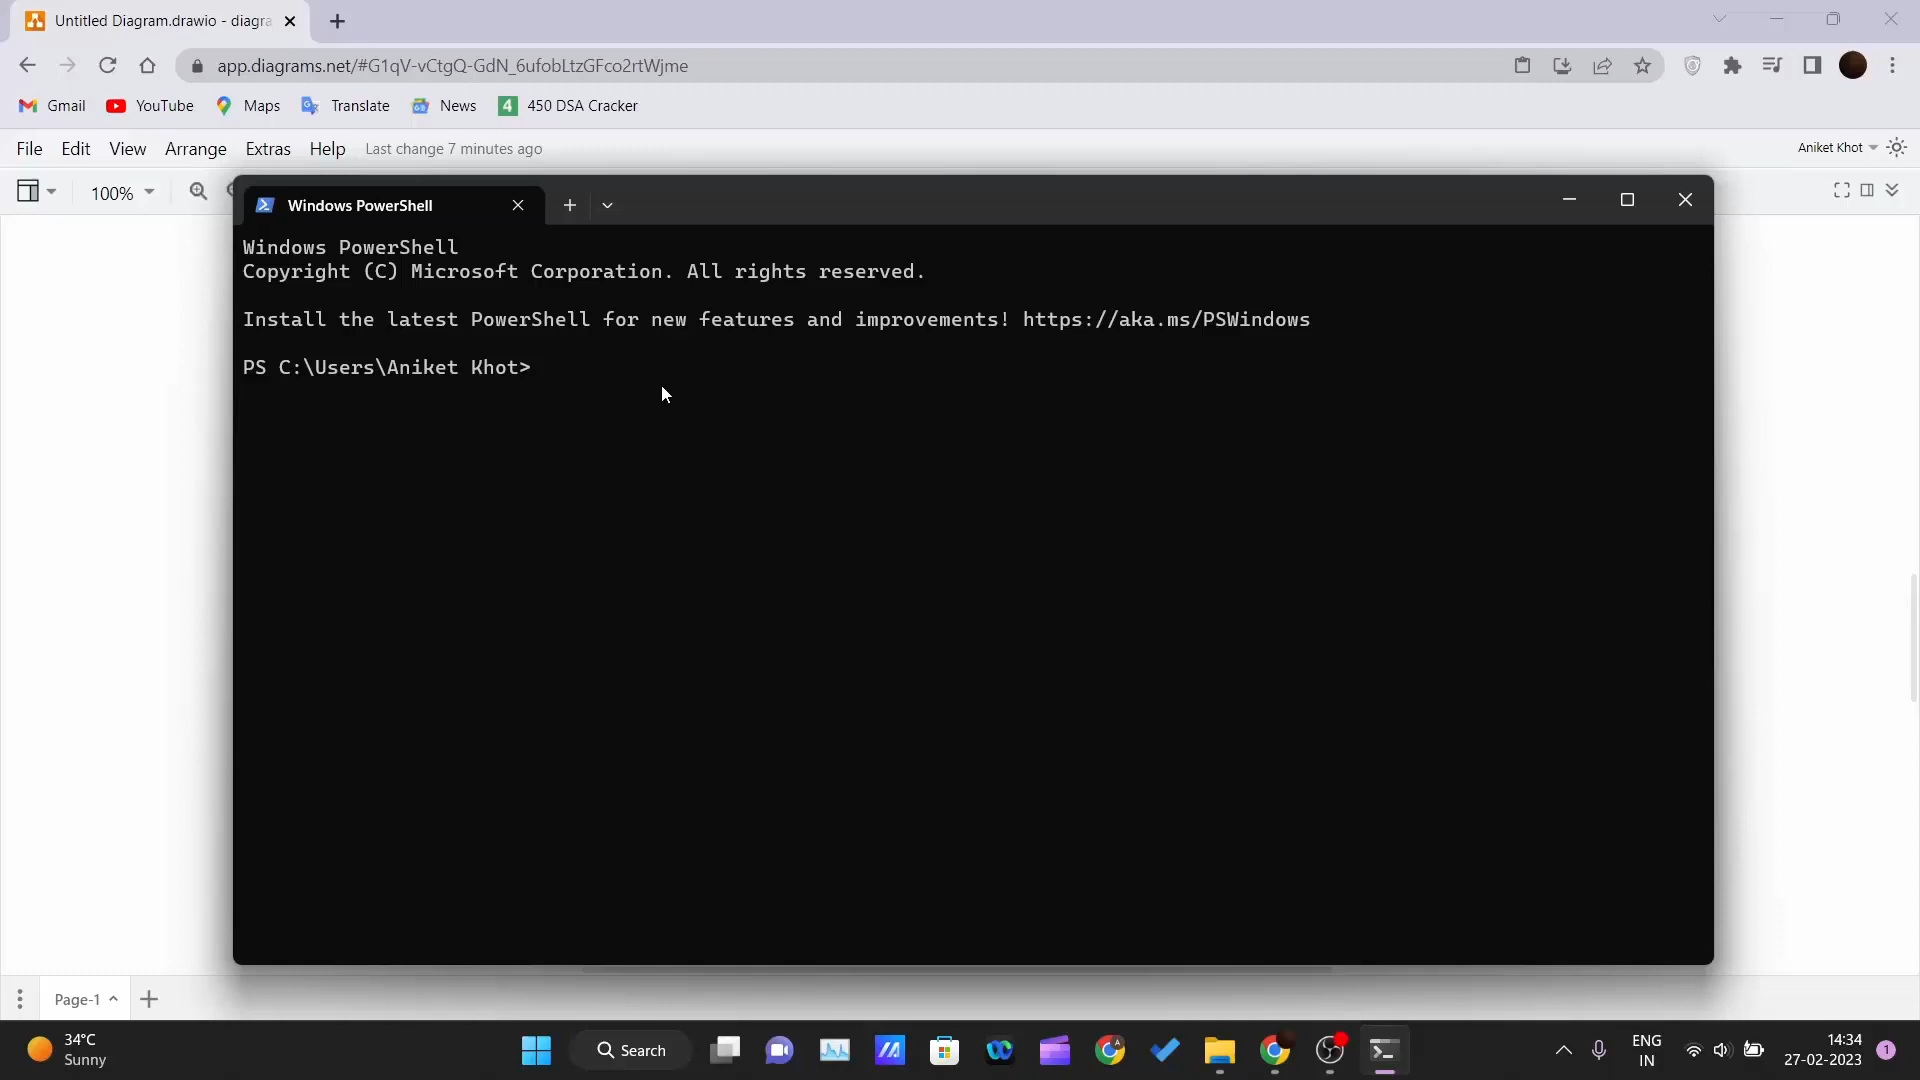 Untitled Diagram.drawio - diagra
app.diagrams.net/#G1qV-vCtgQ-GdN_6ufobLtzGFco2rtWjme
Gmail YouTube Maps Translate News 4 450 DSA Cracker
File Edit View Arrange Extras Help Last change 7 minutes ago Aniket Khot
100%
Windows PowerShell
Windows PowerShell
Copyright (C) Microsoft Corporation. All rights reserved.
Install the latest PowerShell for new features and improvements! https://aka.ms/PSWindows
PS C:\Users\Aniket Khot>
Page-1
34°C
Sunny
Search
ENG
IN
14:34
27-02-2023
1